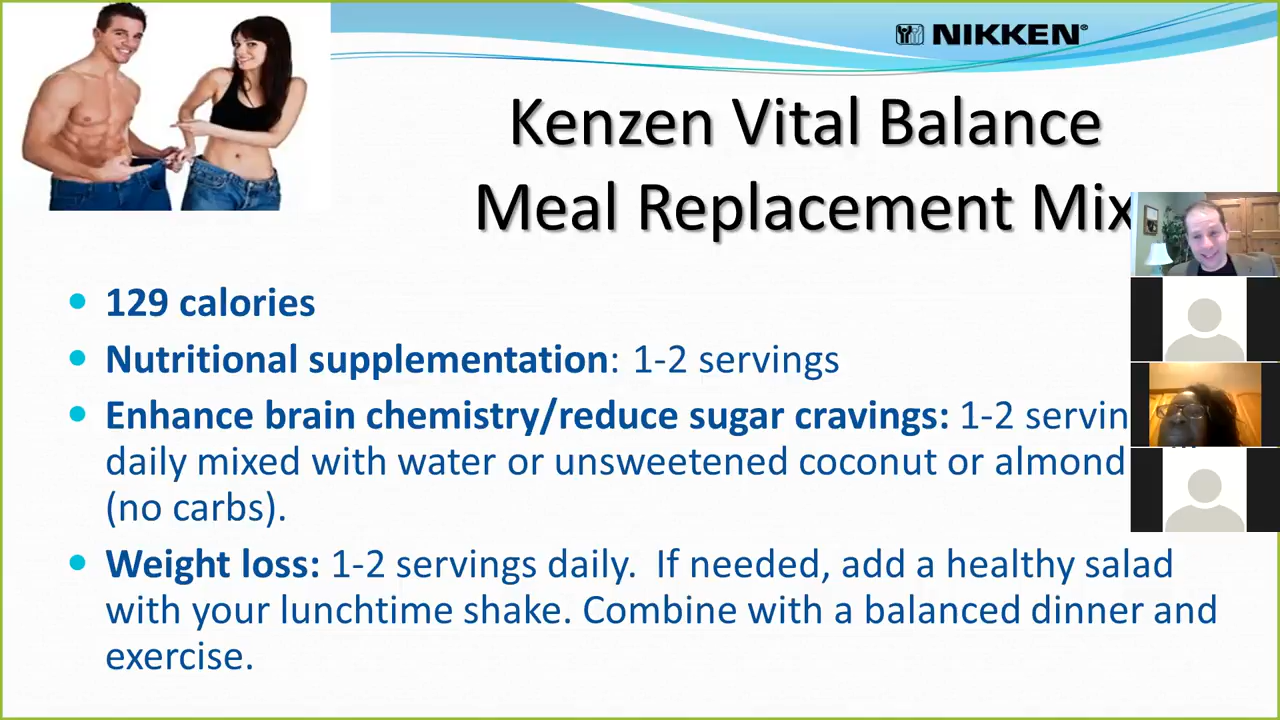 NIKKEN®
Kenzen Vital Balance
Meal Replacement Mix
• 129 calories
• Nutritional supplementation: 1-2 servings
• Enhance brain chemistry/reduce sugar cravings: 1-2
daily mixed with water or unsweetened coconut or almond
(no carbs).
• Weight loss: 1-2 servings daily. If needed, add a healthy salad
with your lunchtime shake. Combine with a balanced dinner and
exercise.